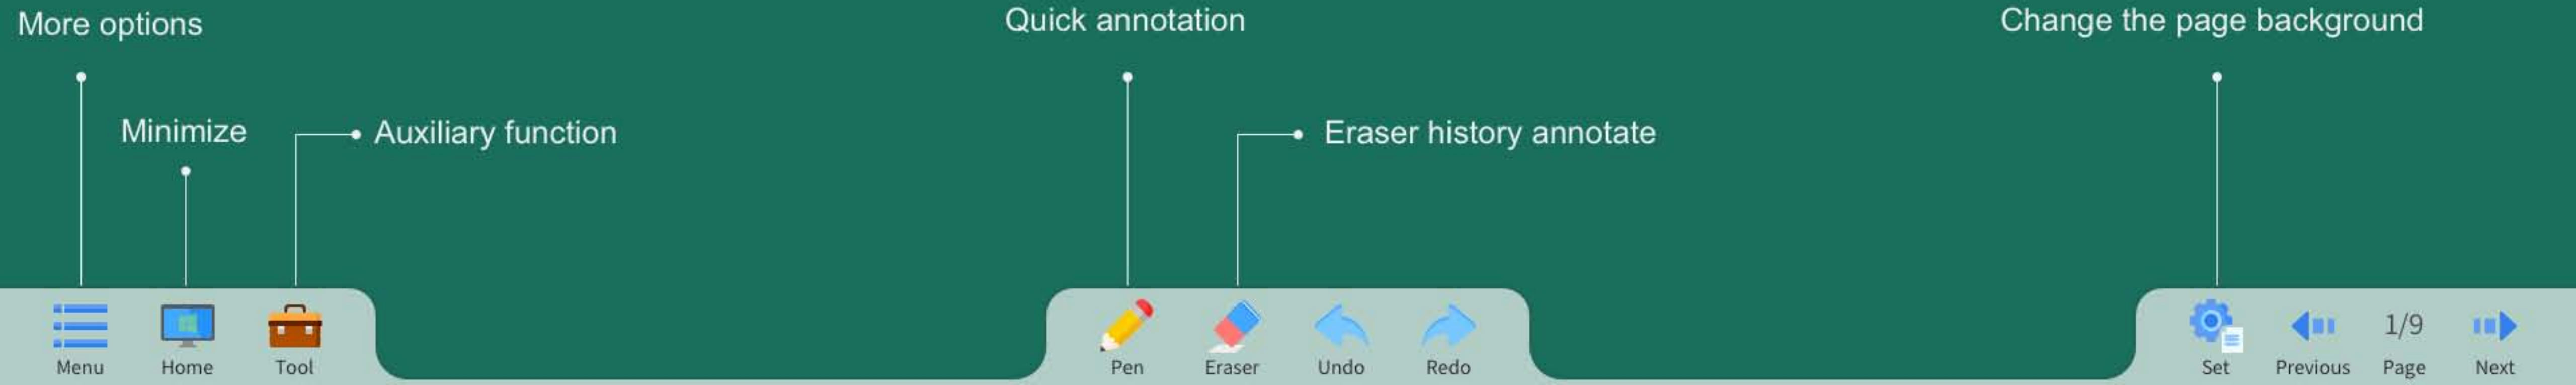 More options
Quick annotation
Change the page background
Minimize
Auxiliary function
Eraser history annotate
Menu
Home
Tool
Pen
Eraser
Undo
Redo
Set
Previous
1/9
Page
Next